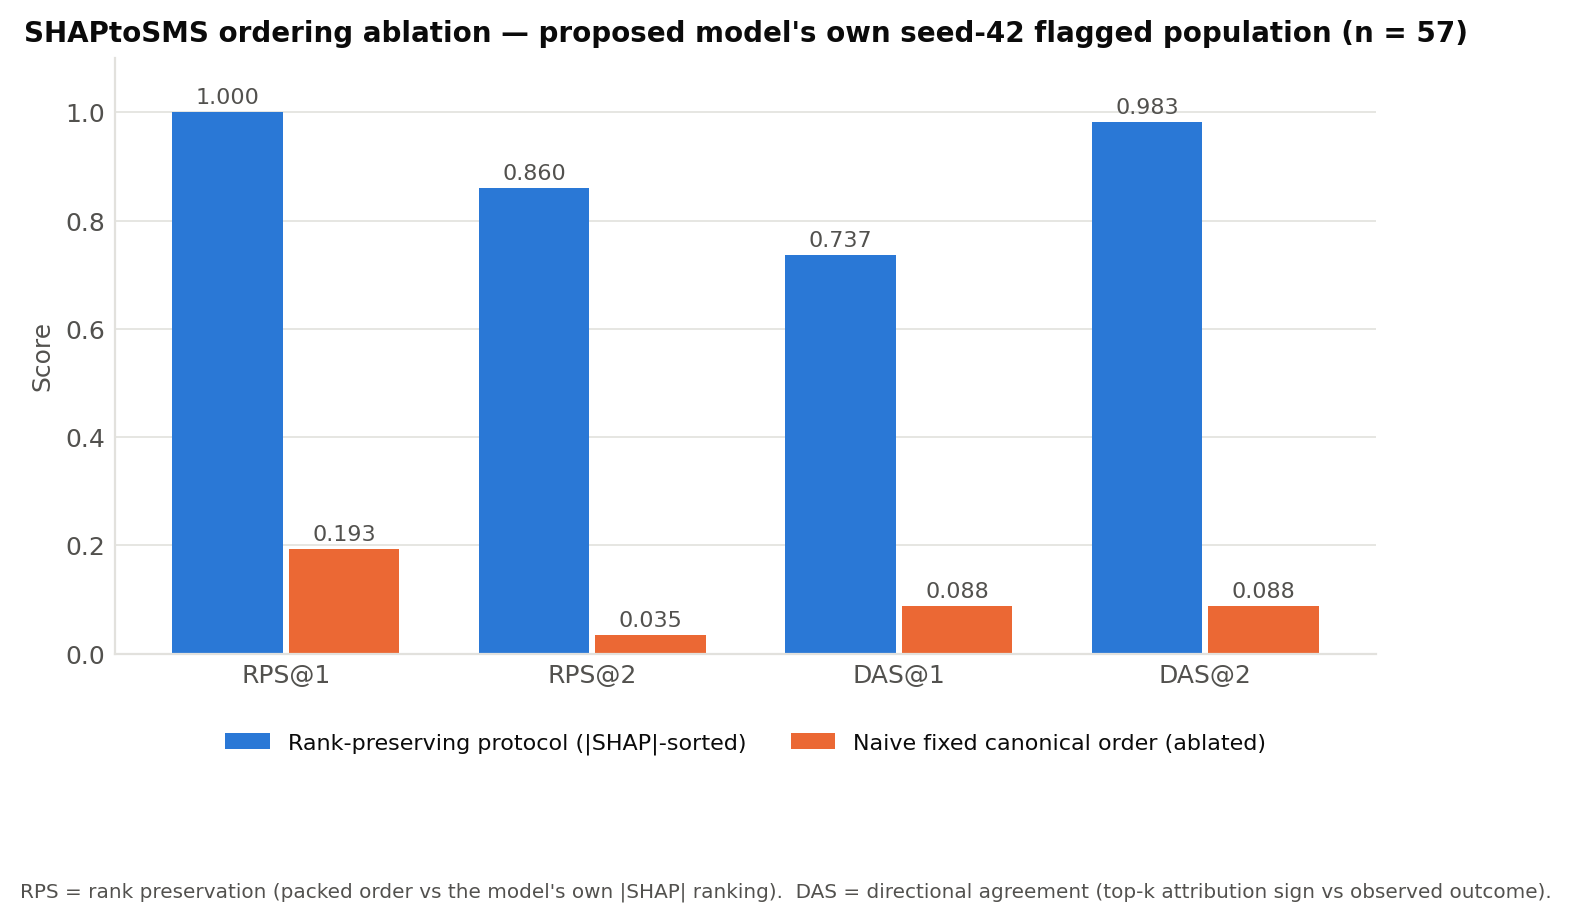 SHAPtoSMS ordering ablation — proposed model's own seed-42 flagged population (n = 57)
1.000
0.983
1.0
0.860
0.8
0.737
0.6
Score
0.4
0.193
0.2
0.088
0.088
0.035
0.0
RPS@1
RPS@2
DAS@1
DAS@2
Rank-preserving protocol (|SHAP|-sorted)
Naive fixed canonical order (ablated)
RPS = rank preservation (packed order vs the model's own |SHAP| ranking).  DAS = directional agreement (top-k attribution sign vs observed outcome).